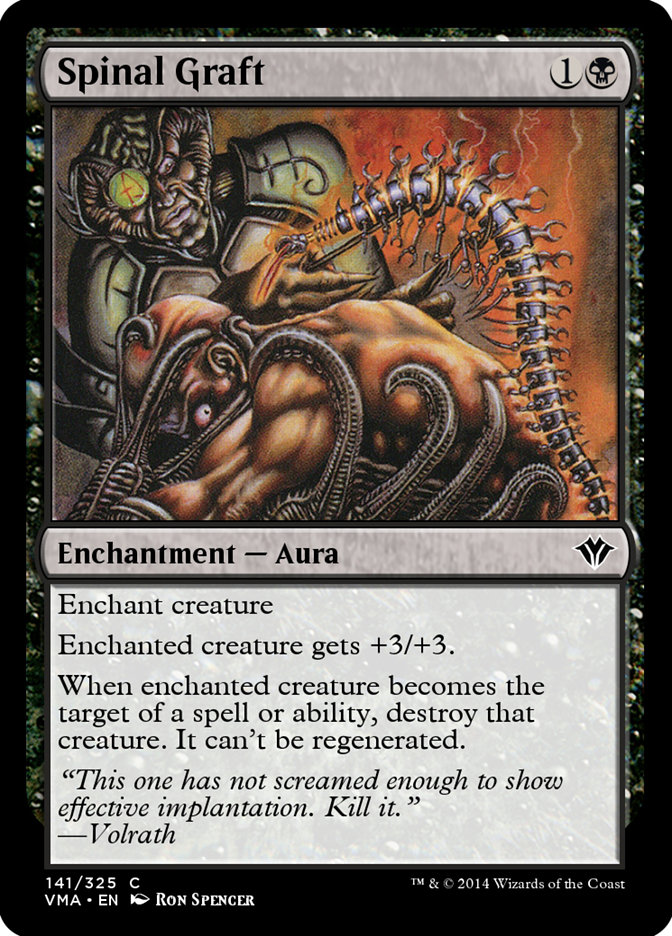 Spinal Graft 1
Enchantment — Aura
Enchant creature
Enchanted creature gets +3/+3.
When enchanted creature becomes the
target of a spell or ability, destroy that
creature. It can't be regenerated.
“This one has not screamed enough to show
effective implantation. Kill it.”
—Volrath
141/325 C
VMA • EN Ron Spencer
™ & © 2014 Wizards of the Coast